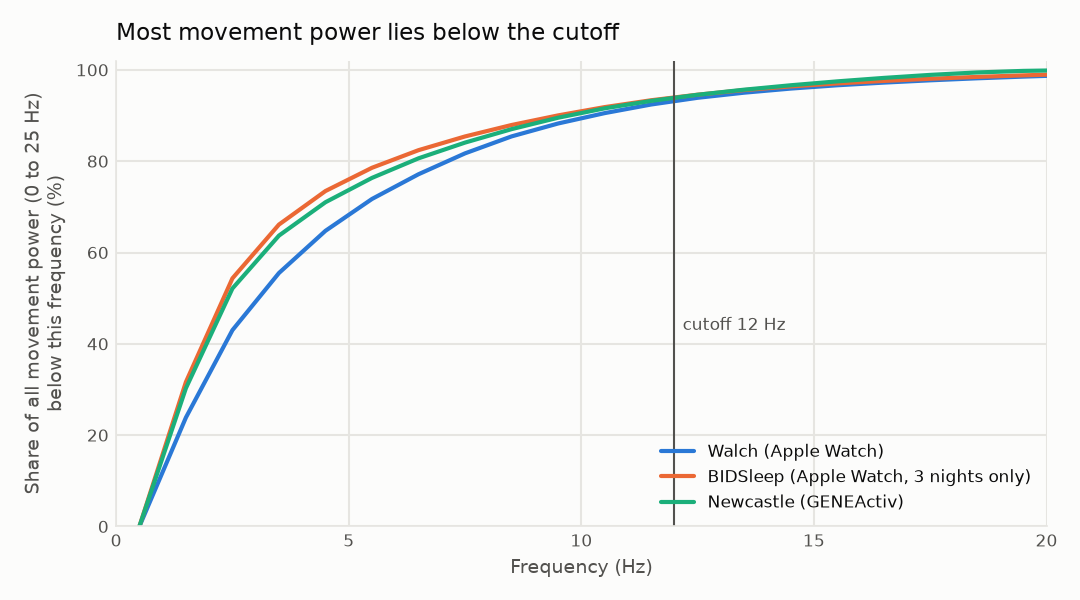 Most movement power lies below the cutoff
Share of all movement power (0 to 25 Hz)
below this frequency (%)
100
80
60
40
20
0
cutoff 12 Hz
Walch (Apple Watch)
BIDSleep (Apple Watch, 3 nights only)
Newcastle (GENEActiv)
0 5 10 15 20
Frequency (Hz)